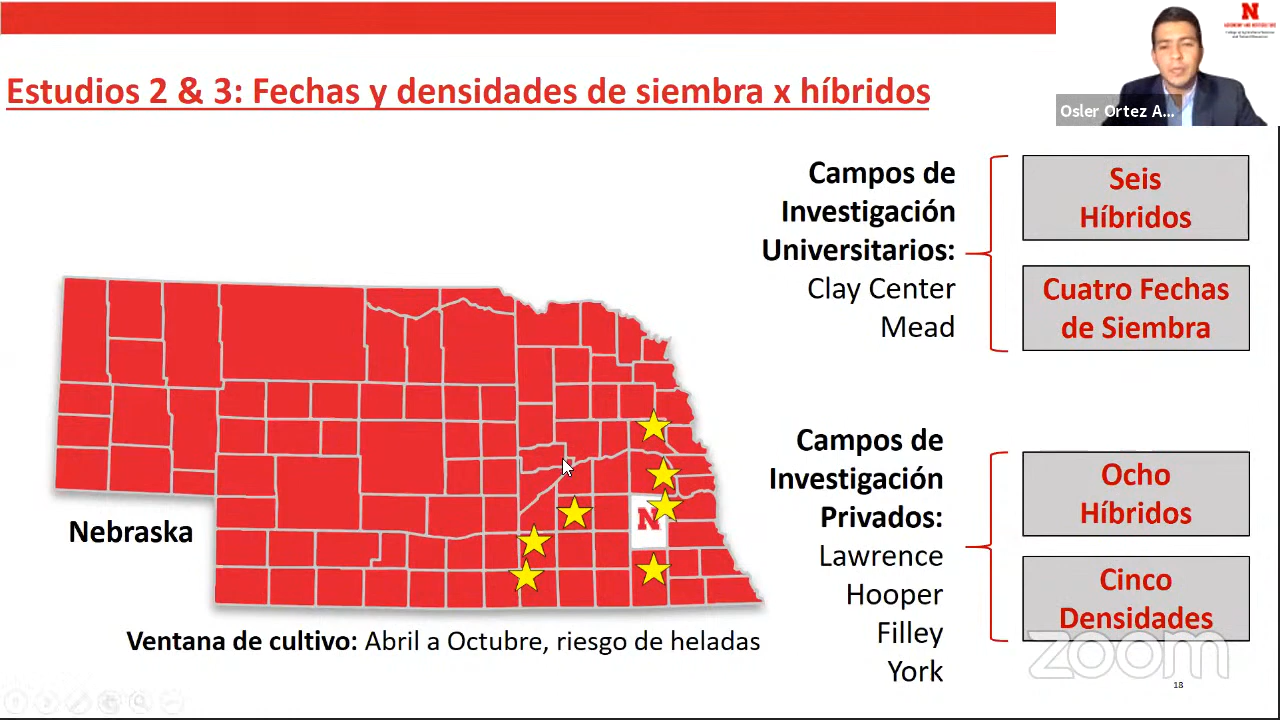 Estudios 2 & 3: Fechas y densidades de siembra x híbridos
N
Osler Ortez A...
Campos de
Investigación
Universitarios:
Clay Center
Mead
Seis
Híbridos
Cuatro Fechas
de Siembra
Campos de
Investigación
Privados:
Lawrence
Hooper
Filley
York
Ocho
Híbridos
Cinco
Densidades
N
Nebraska
Ventana de cultivo: Abril a Octubre, riesgo de heladas
zoom
18